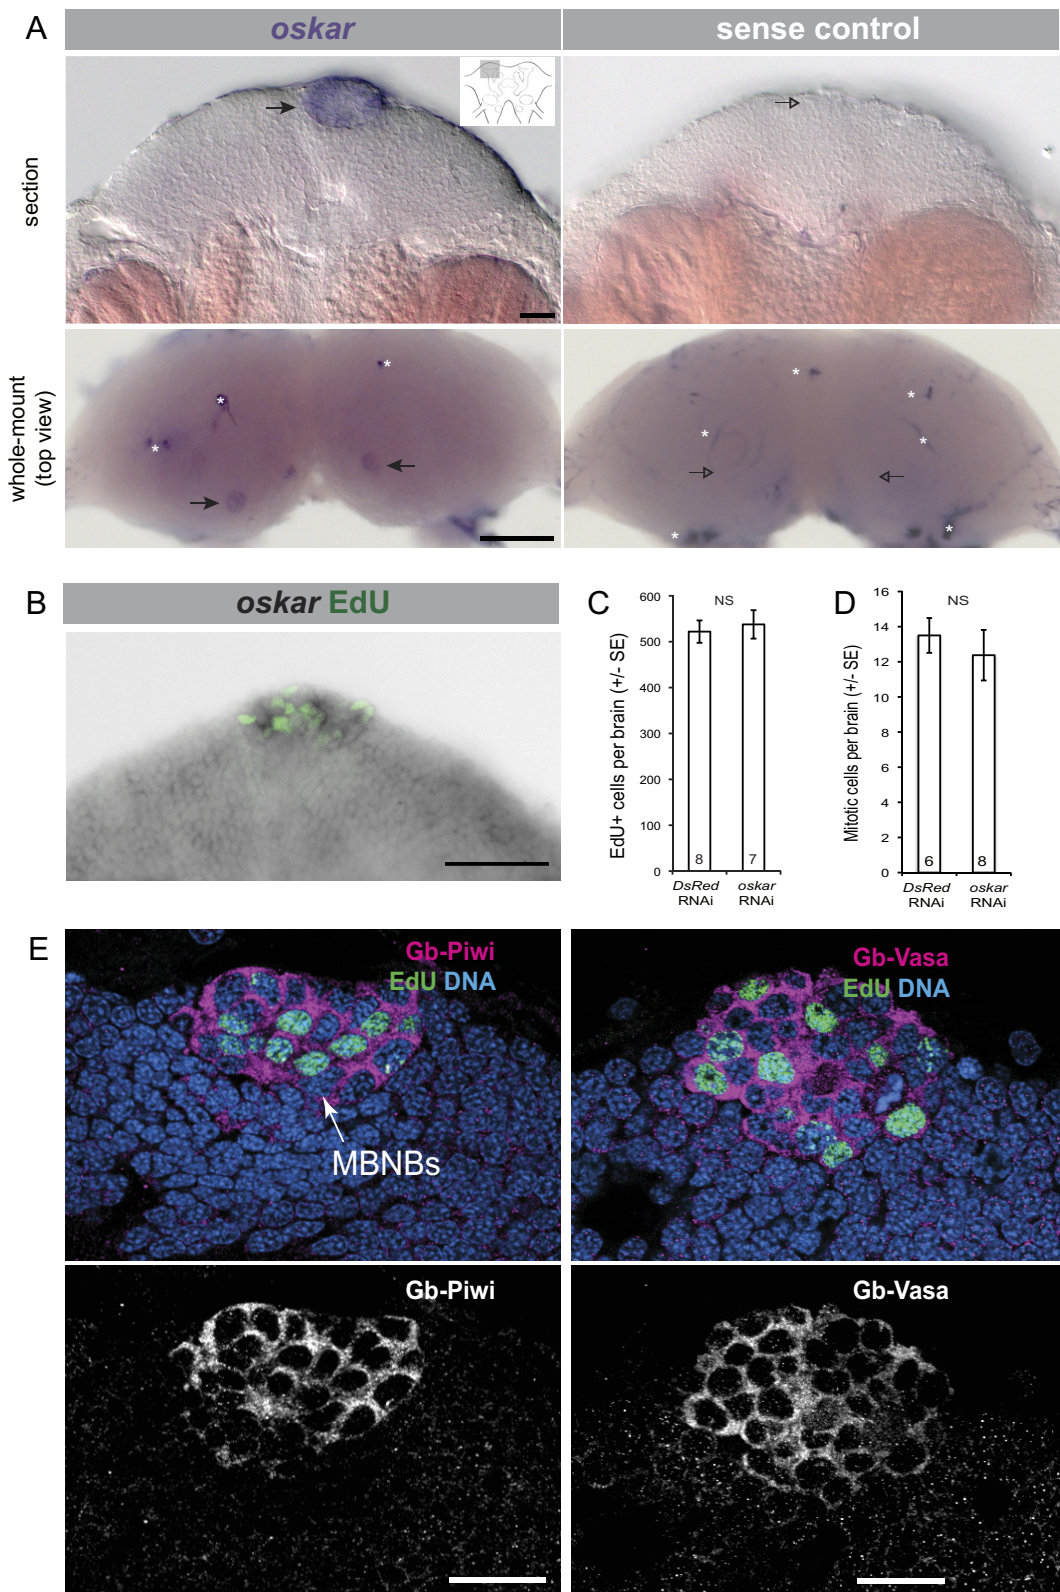 A
oskar
sense control
section
whole-mount
(top view)
*
*
*
*
*
*
*
*
*
B
oskar EdU
C
EdU+ cells per brain (+/- SE)
600
500
400
300
200
100
0
NS
8
7
DsRed
RNAi
oskar
RNAi
D
Mitotic cells per brain (+/- SE)
16
14
12
10
8
6
4
2
0
NS
6
8
DsRed
RNAi
oskar
RNAi
E
Gb-Piwi
EdU DNA
MBNBs
Gb-Vasa
EdU DNA
Gb-Piwi
Gb-Vasa